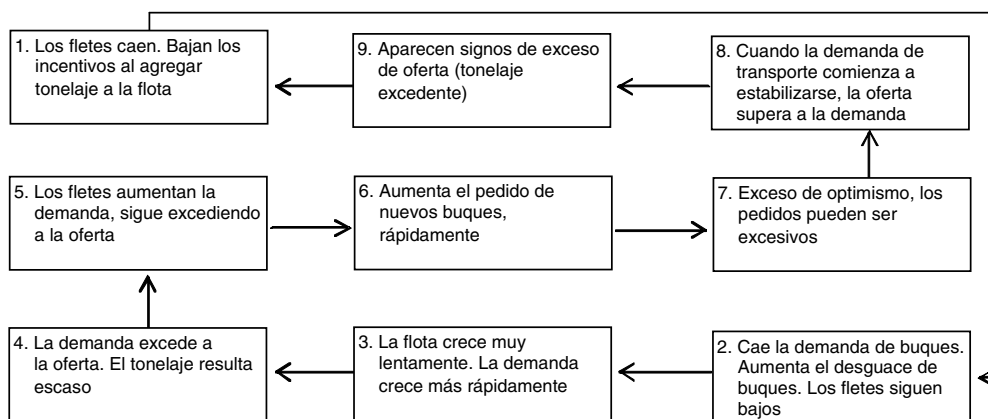 1. Los fletes caen. Bajan los
incentivos al agregar
tonelaje a la flota
9. Aparecen signos de exceso
de oferta (tonelaje
excedente)
8. Cuando la demanda de
transporte comienza a
estabilizarse, la oferta
supera a la demanda
5. Los fletes aumentan la
demanda, sigue excediendo
a la oferta
6. Aumenta el pedido de
nuevos buques,
rápidamente
7. Exceso de optimismo, los
pedidos pueden ser
excesivos
4. La demanda excede a
la oferta. El tonelaje resulta
escaso
3. La flota crece muy
lentamente. La demanda
crece más rápidamente
2. Cae la demanda de buques.
Aumenta el desguace de
buques. Los fletes siguen
bajos